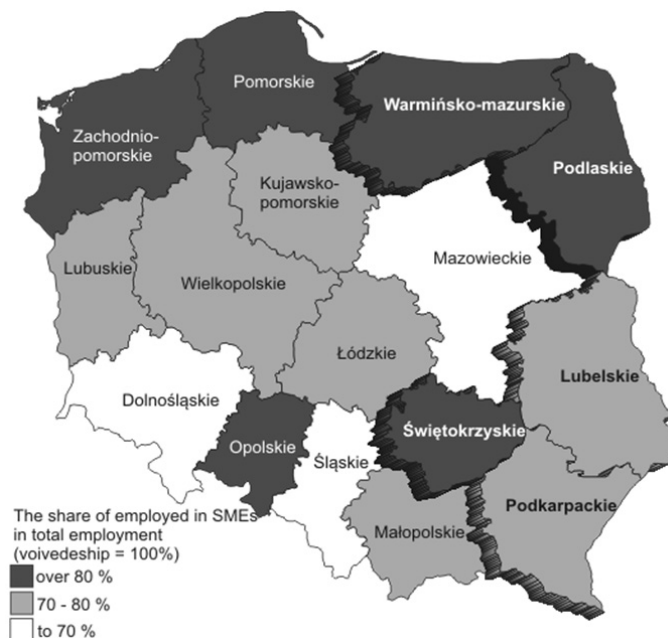 Pomorskie
Warmińsko-mazurskie
Zachodnio-
pomorskie
Podlaskie
Kujawsko-
pomorskie
Mazowieckie
Lubuskie
Wielkopolskie
Łódzkie
Lubelskie
Dolnośląskie
Świętokrzyskie
Opolskie
Śląskie
Podkarpackie
Małopolskie
The share of employed in SMEs
in total employment
(voivedeship = 100%)
over 80 %
70 - 80 %
to 70 %